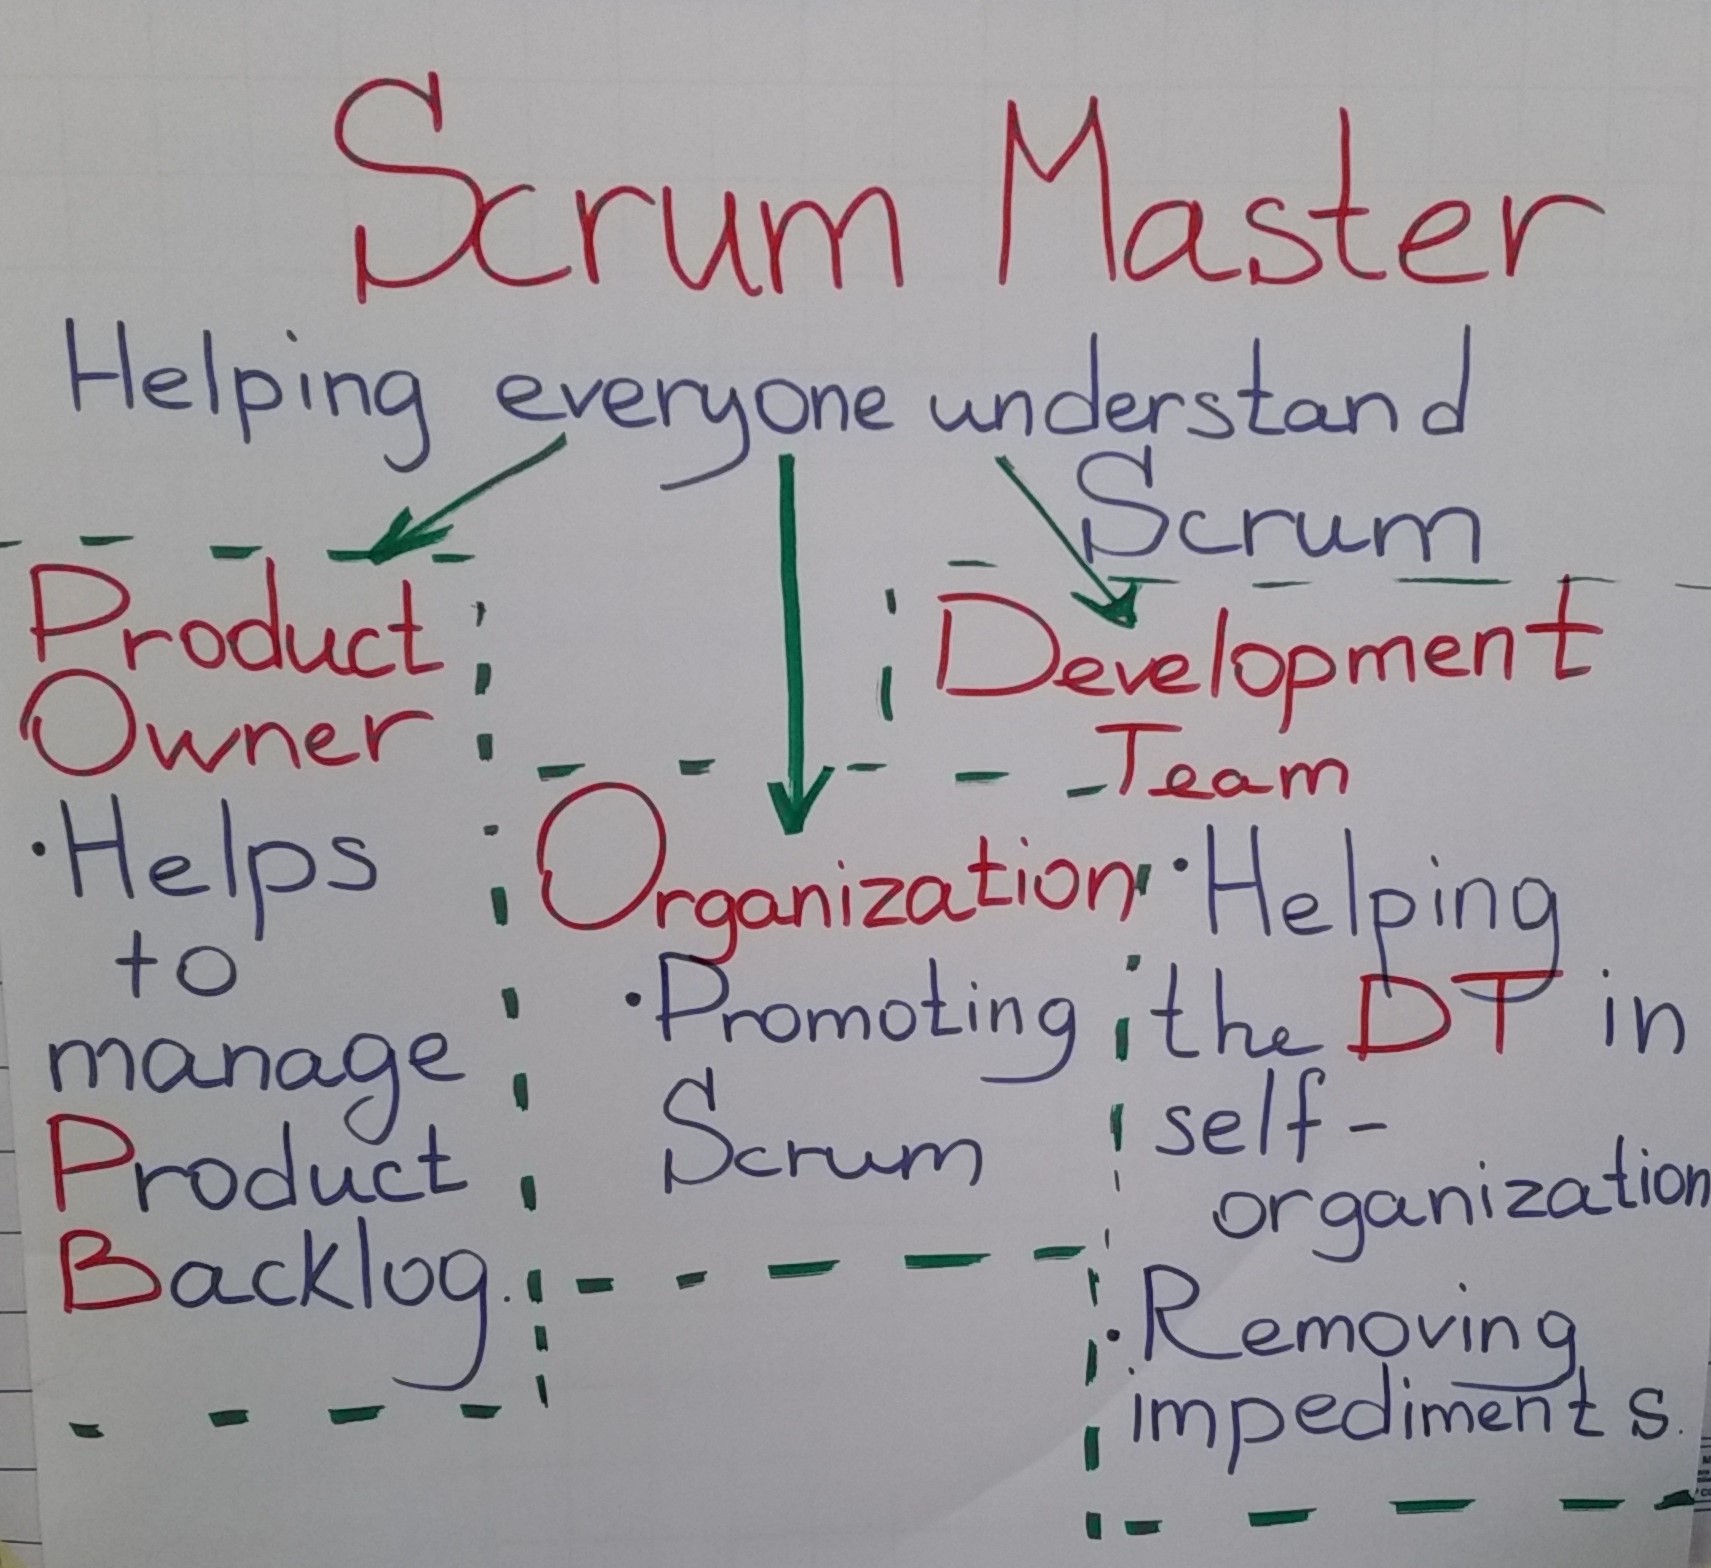 Scrum Master
Helping everyone understand
Scrum
Product
Owner
·Helps
to
manage
Product
Backlog.
Organization
·Promoting
Scrum
Development
Team
·Helping
the DT in
self-
organization
·Removing
impediments.